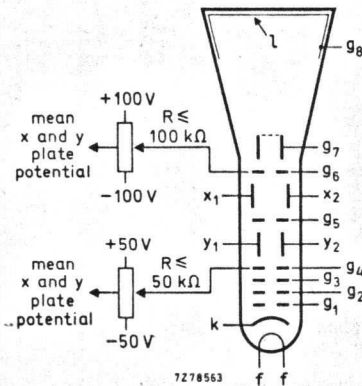 l
g8
+100 V
R ≤
100 kΩ
mean
x and y
plate
potential
-100 V
g7
g6
x1
x2
g5
y1
y2
+50 V
R ≤
50 kΩ
mean
x and y
plate
potential
-50 V
g4
g3
g2
g1
k
7Z78563
f
f